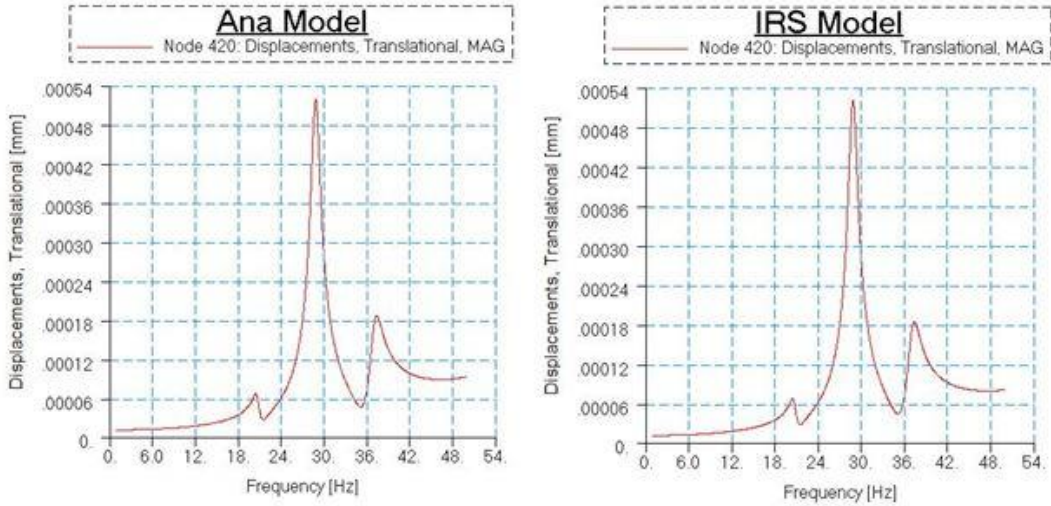 Ana Model
Node 420: Displacements, Translational, MAG
Displacements, Translational [mm]
.00054
.00048
.00042
.00036
.00030
.00024
.00018
.00012
.00006
0.
0. 6.0 12. 18. 24. 30. 36. 42. 48. 54.
Frequency [Hz]
IRS Model
Node 420: Displacements, Translational, MAG
Displacements, Translational [mm]
.00054
.00048
.00042
.00036
.00030
.00024
.00018
.00012
.00006
0.
0. 6.0 12. 18. 24. 30. 36. 42. 48. 54.
Frequency [Hz]